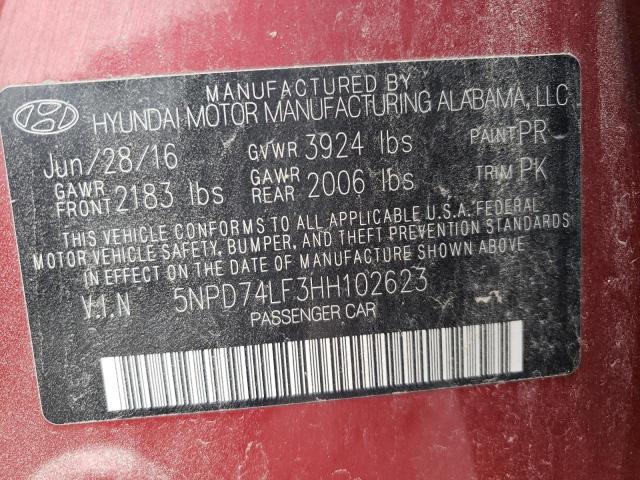 MANUFACTURED BY
HYUNDAI MOTOR MANUFACTURING ALABAMA, LLC
Jun/28/16 GVWR 3924 lbs PAINT PR
GAWR FRONT 2183 lbs GAWR REAR 2006 lbs TRIM PK
THIS VEHICLE CONFORMS TO ALL APPLICABLE U.S.A. FEDERAL
MOTOR VEHICLE SAFETY, BUMPER, AND THEFT PREVENTION STANDARDS
IN EFFECT ON THE DATE OF MANUFACTURE SHOWN ABOVE
V.I.N 5NPD74LF3HH102623
PASSENGER CAR